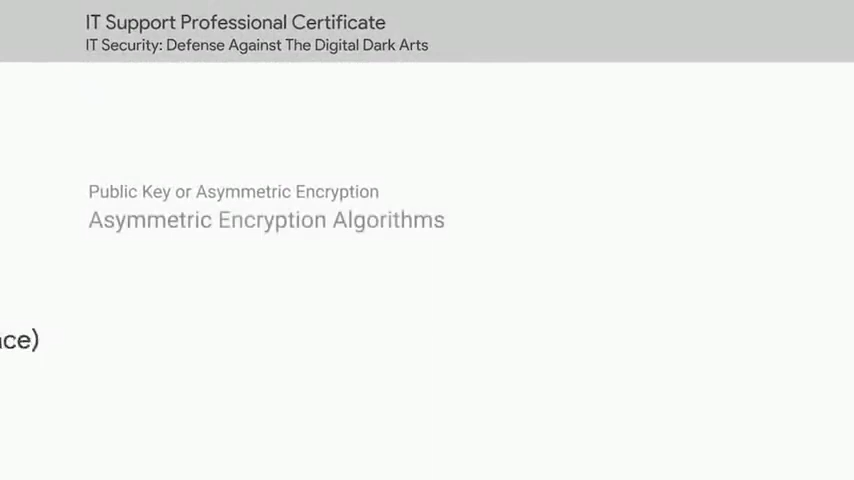 IT Support Professional Certificate
IT Security: Defense Against The Digital Dark Arts
Public Key or Asymmetric Encryption
Asymmetric Encryption Algorithms